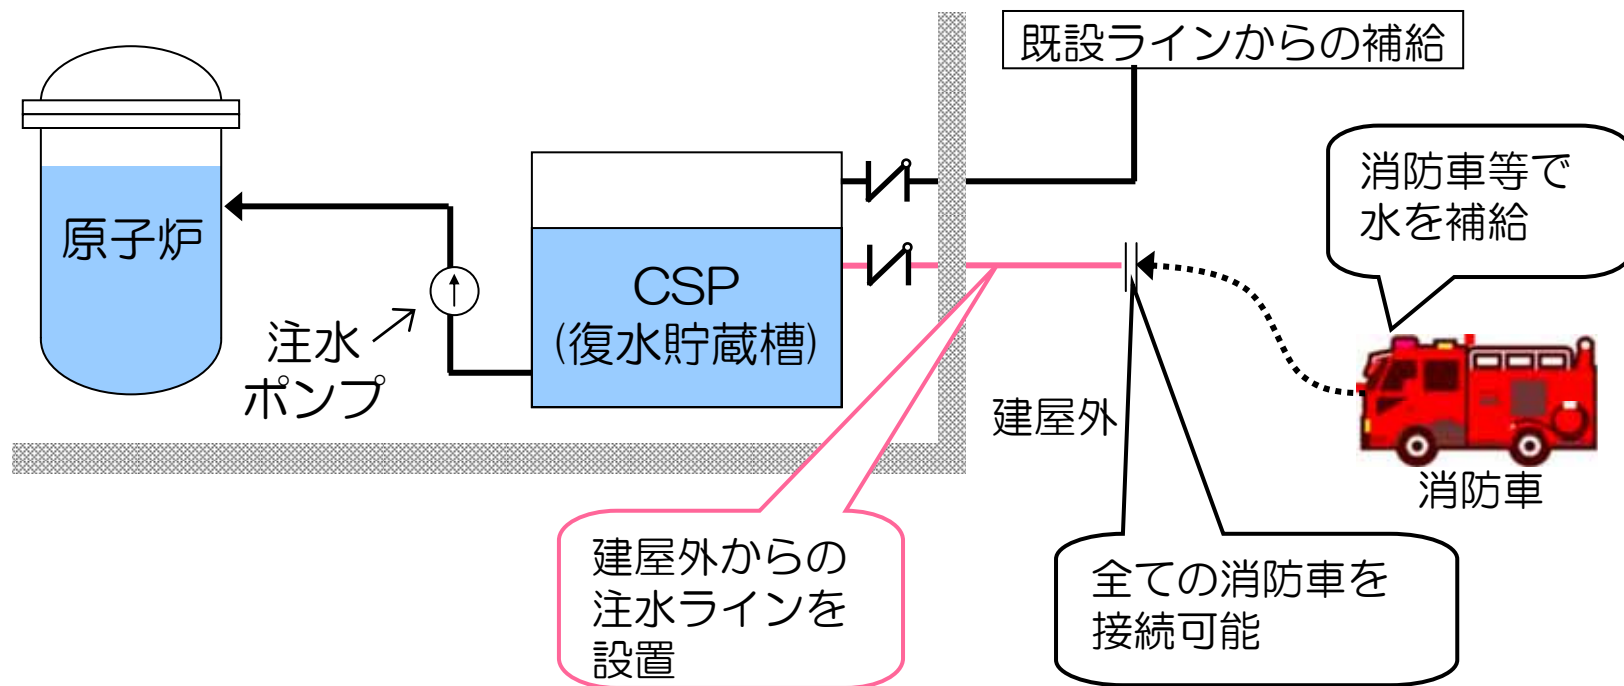 既設ラインからの補給
消防車等で
水を補給
原子炉
CSP
(復水貯蔵槽)
注水
ポンプ
建屋外
消防車
建屋外からの
注水ラインを
設置
全ての消防車を
接続可能